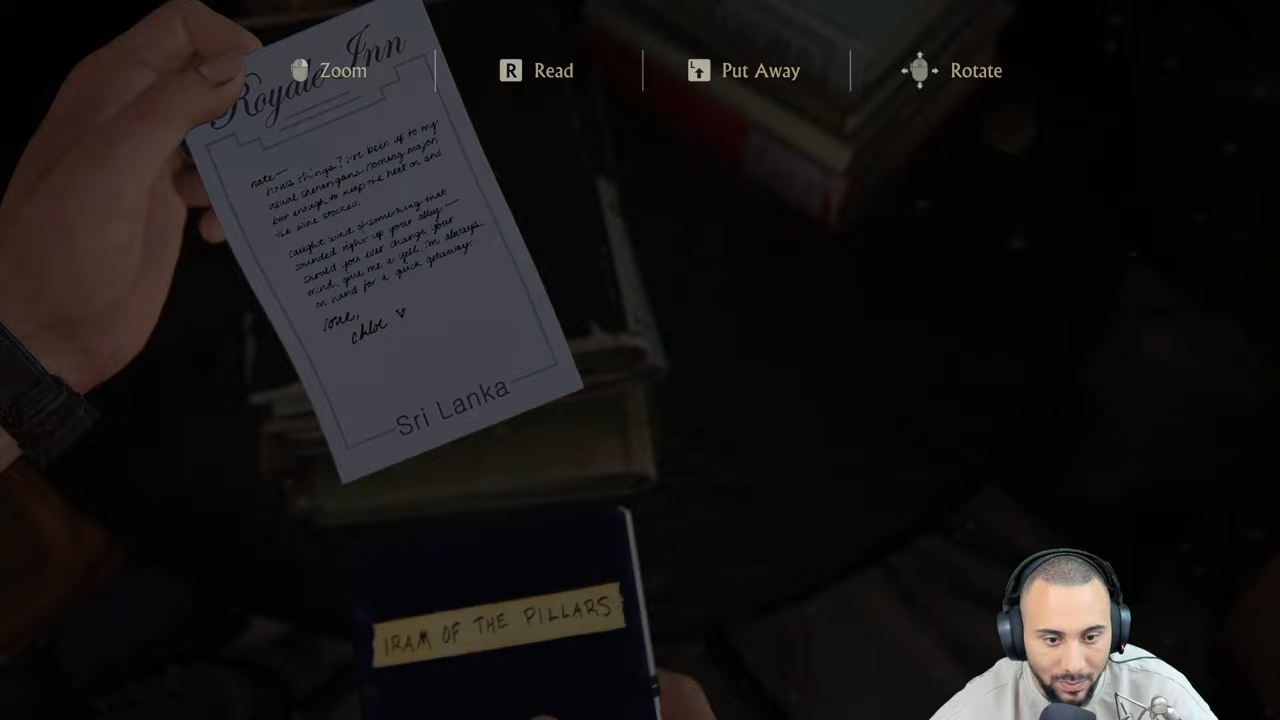 Zoom
R Read
Put Away
Rotate
Royale Inn
nate—
hows things? i've been up to my
usual shenanigans. noming major,
but enough to keep the heat on and
the wine stocked.
caught wind of something that
sounded right up your alley—
should you ever change your
mind, give me a yell. i'm always
on hand for a quick getaway.
love,
chloe
Sri Lanka
IRAM OF THE PILLARS